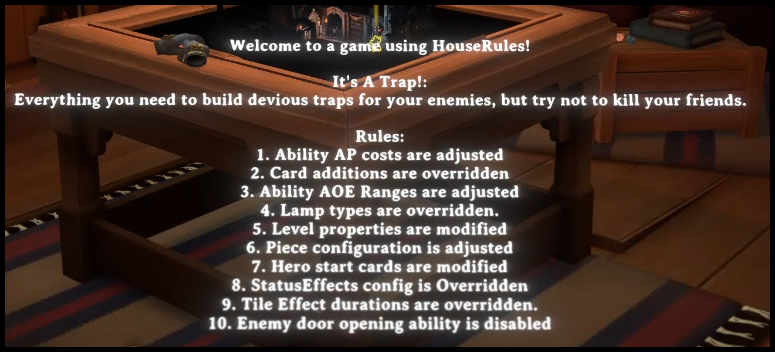 Welcome to a game using HouseRules!
It's A Trap!:
Everything you need to build devious traps for your enemies, but try not to kill your friends.
Rules:
1. Ability AP costs are adjusted
2. Card additions are overridden
3. Ability AOE Ranges are adjusted
4. Lamp types are overridden.
5. Level properties are modified
6. Piece configuration is adjusted
7. Hero start cards are modified
8. StatusEffects config is Overridden
9. Tile Effect durations are overridden.
10. Enemy door opening ability is disabled